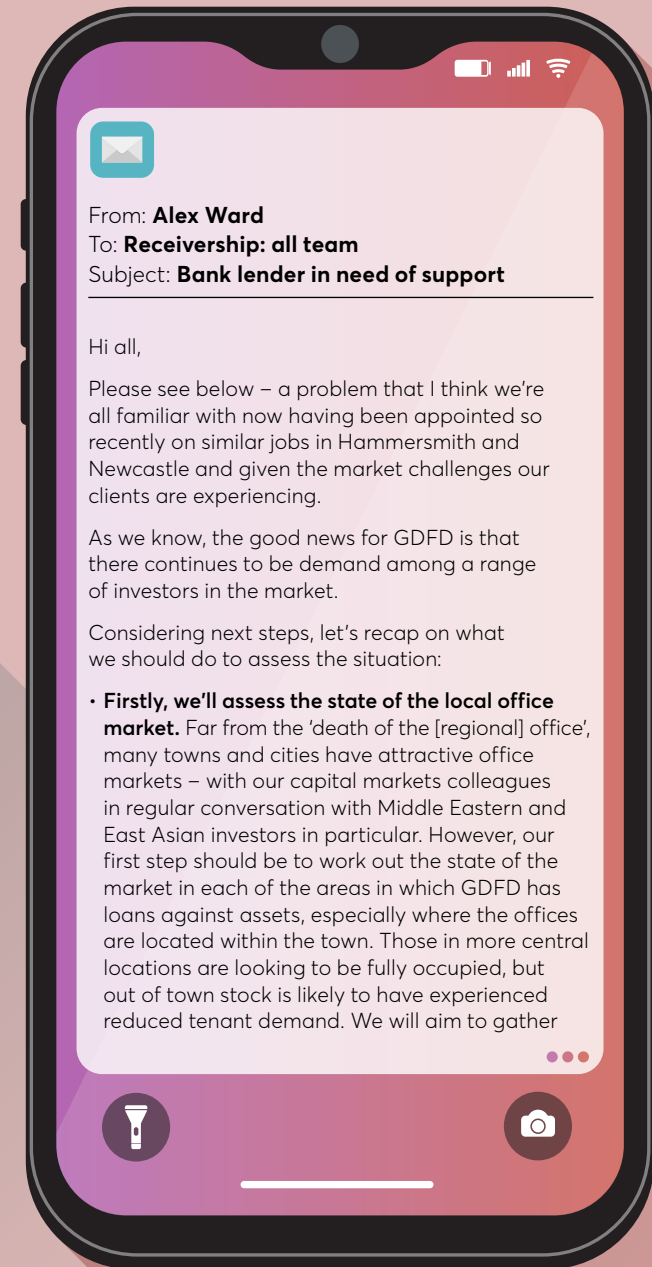 From: Alex Ward
To: Receivership: all team
Subject: Bank lender in need of support
Hi all,
Please see below – a problem that I think we're
all familiar with now having been appointed so
recently on similar jobs in Hammersmith and
Newcastle and given the market challenges our
clients are experiencing.
As we know, the good news for GDFD is that
there continues to be demand among a range
of investors in the market.
Considering next steps, let's recap on what
we should do to assess the situation:
• Firstly, we'll assess the state of the local office
market. Far from the 'death of the [regional] office',
many towns and cities have attractive office
markets – with our capital markets colleagues
in regular conversation with Middle Eastern and
East Asian investors in particular. However, our
first step should be to work out the state of the
market in each of the areas in which GDFD has
loans against assets, especially where the offices
are located within the town. Those in more central
locations are looking to be fully occupied, but
out of town stock is likely to have experienced
reduced tenant demand. We will aim to gather